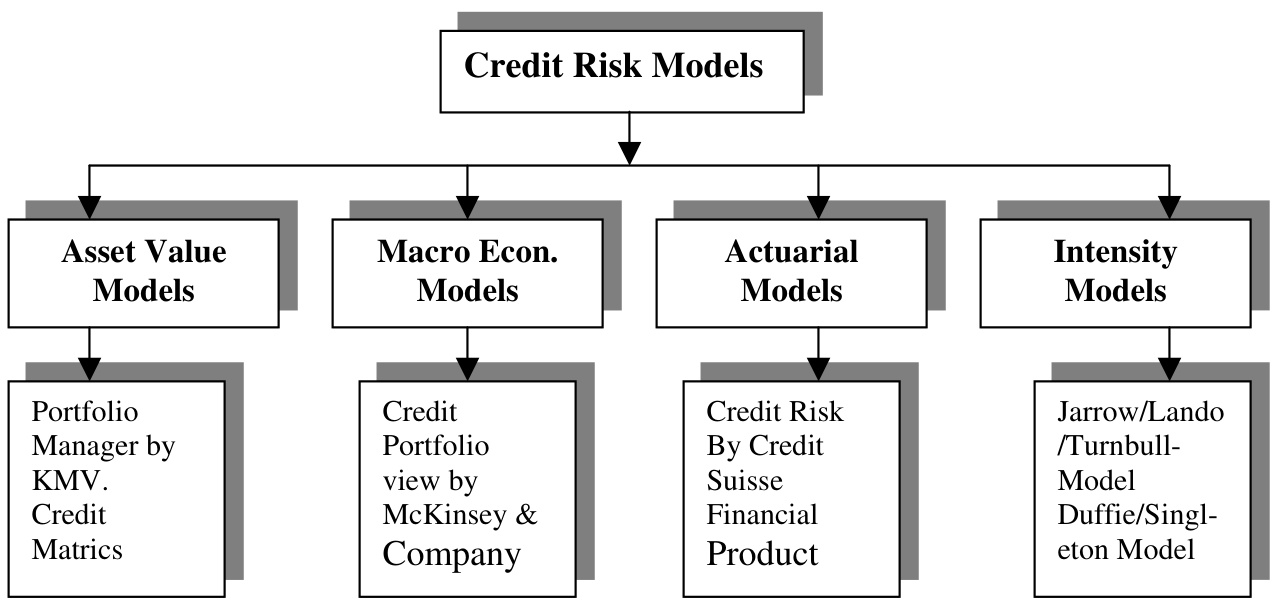 Credit Risk Models
Asset Value
Models
Macro Econ.
Models
Actuarial
Models
Intensity
Models
Portfolio
Manager by
KMV.
Credit
Matrics
Credit
Portfolio
view by
McKinsey &
Company
Credit Risk
By Credit
Suisse
Financial
Product
Jarrow/Lando
/Turnbull-
Model
Duffie/Singl-
eton Model